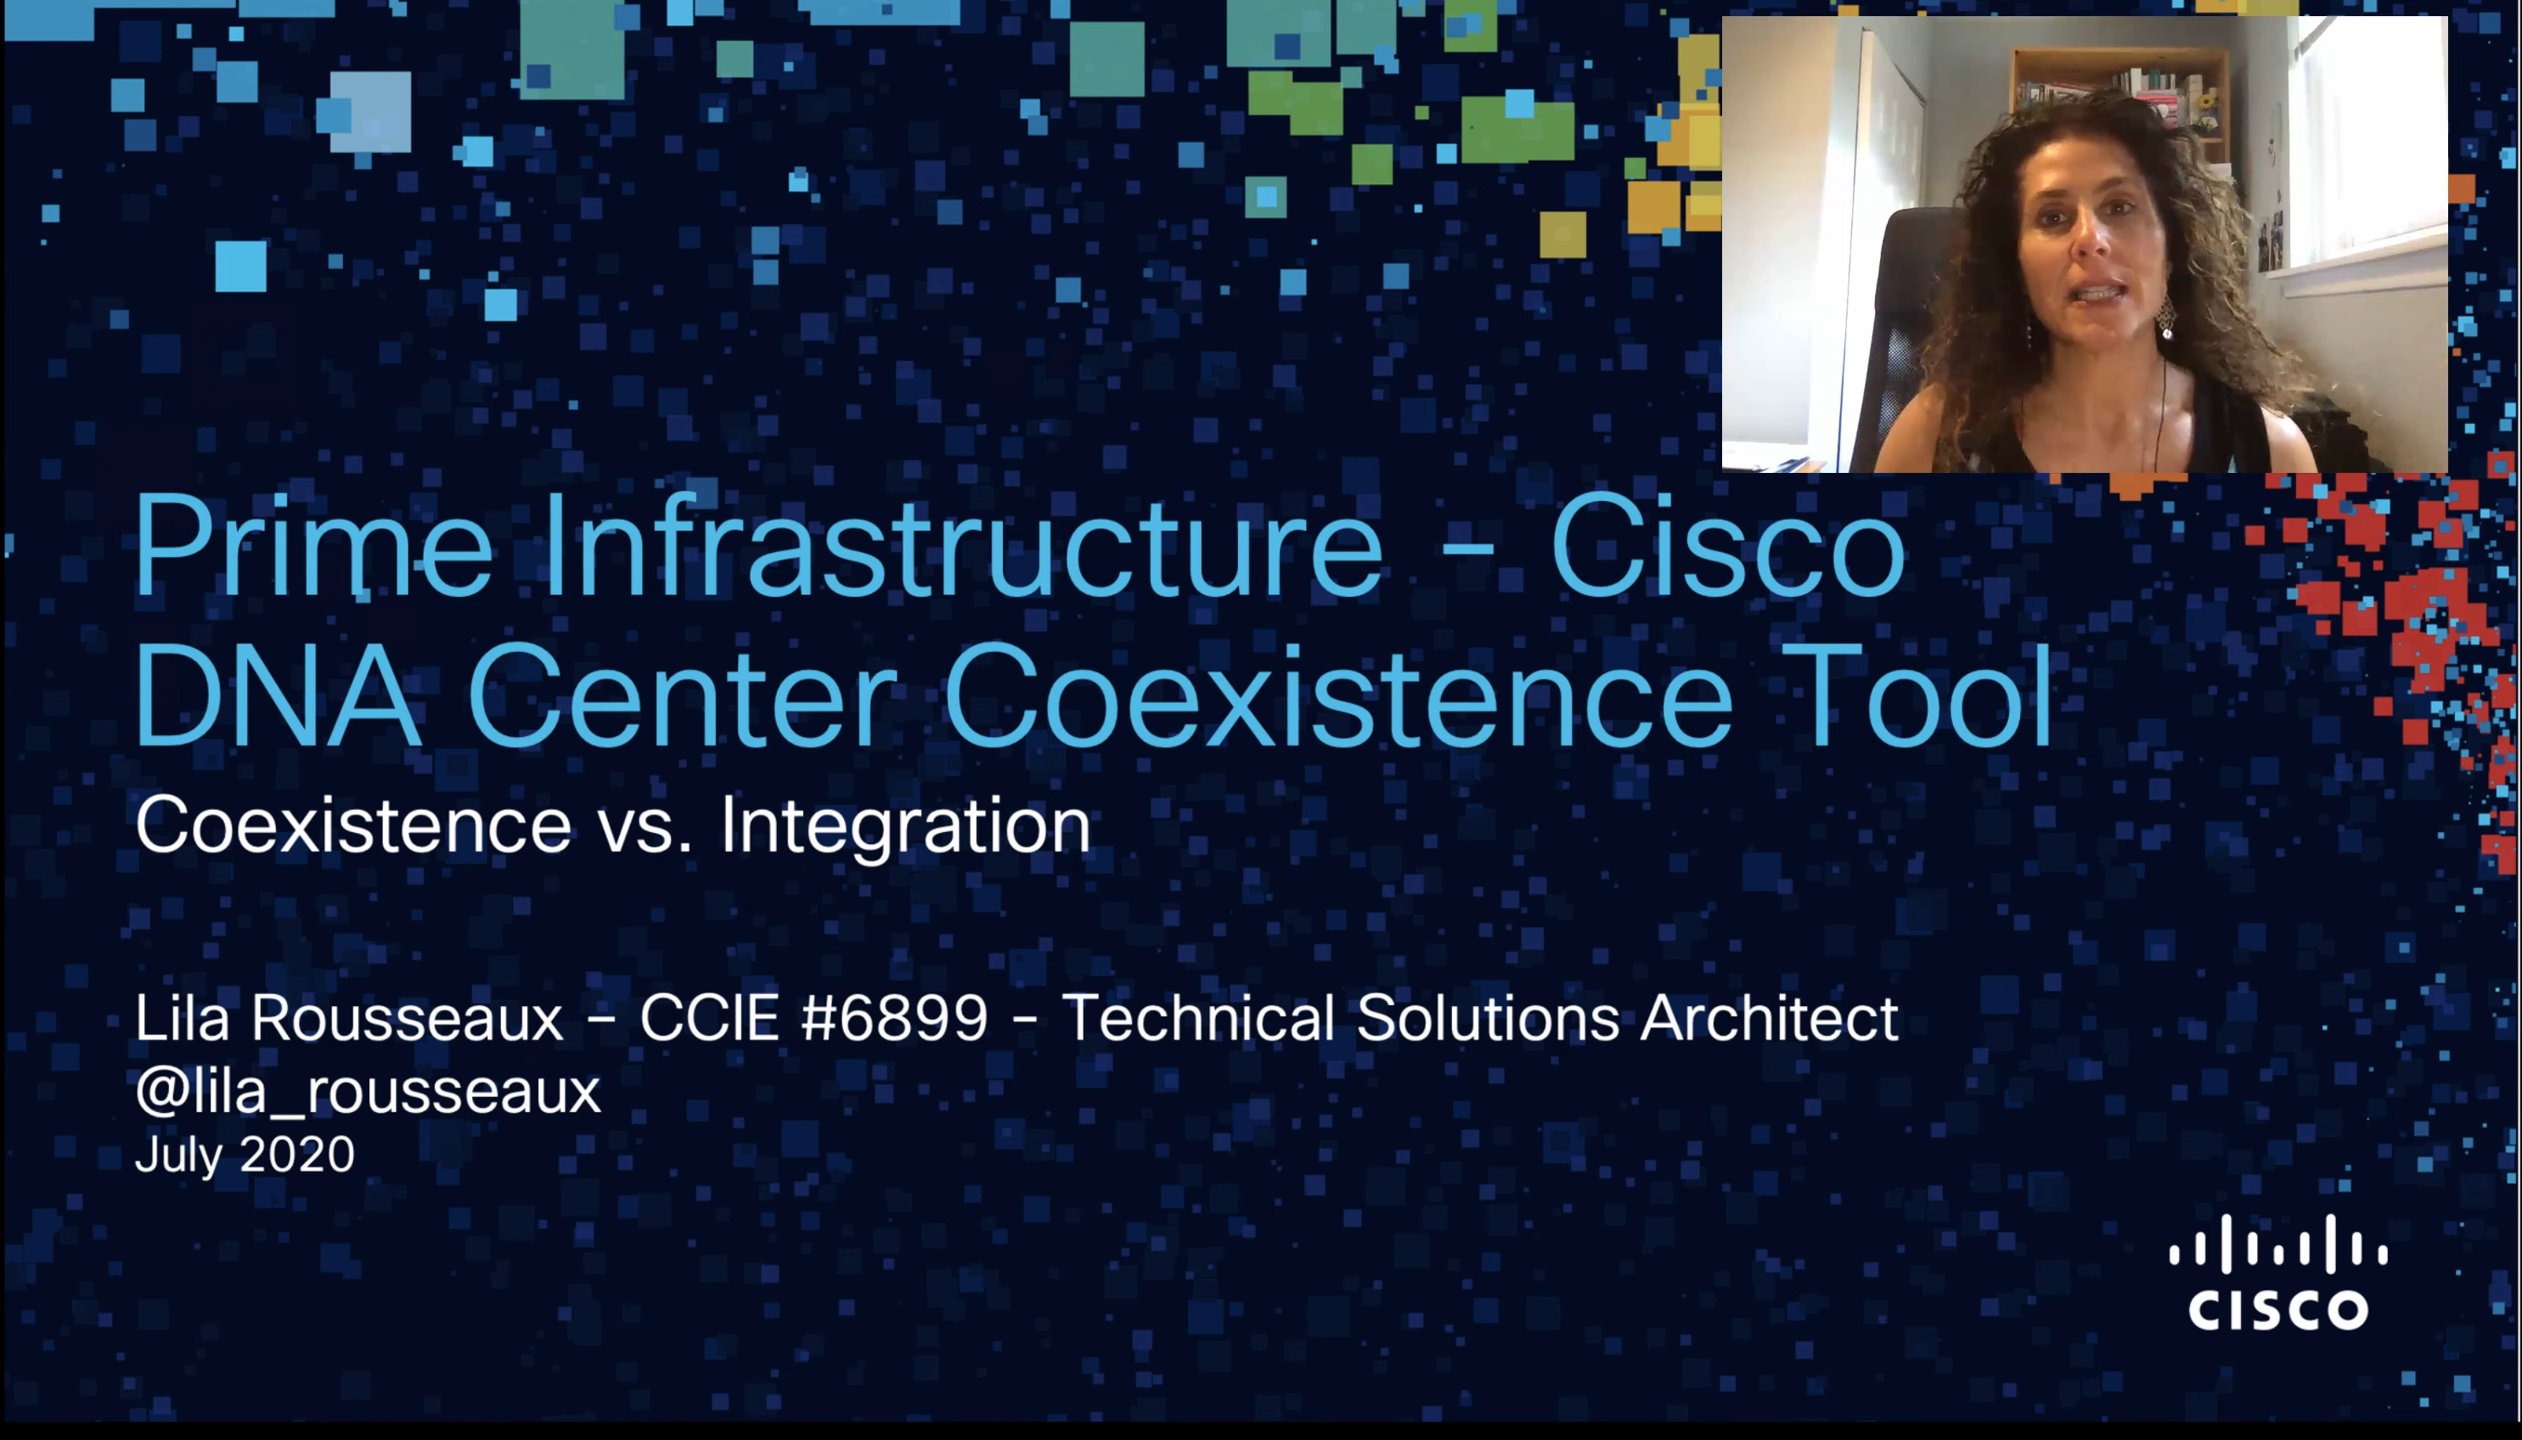 Prime Infrastructure – Cisco
DNA Center Coexistence Tool
Coexistence vs. Integration
Lila Rousseaux – CCIE #6899 – Technical Solutions Architect
@lila_rousseaux
July 2020
CISCO